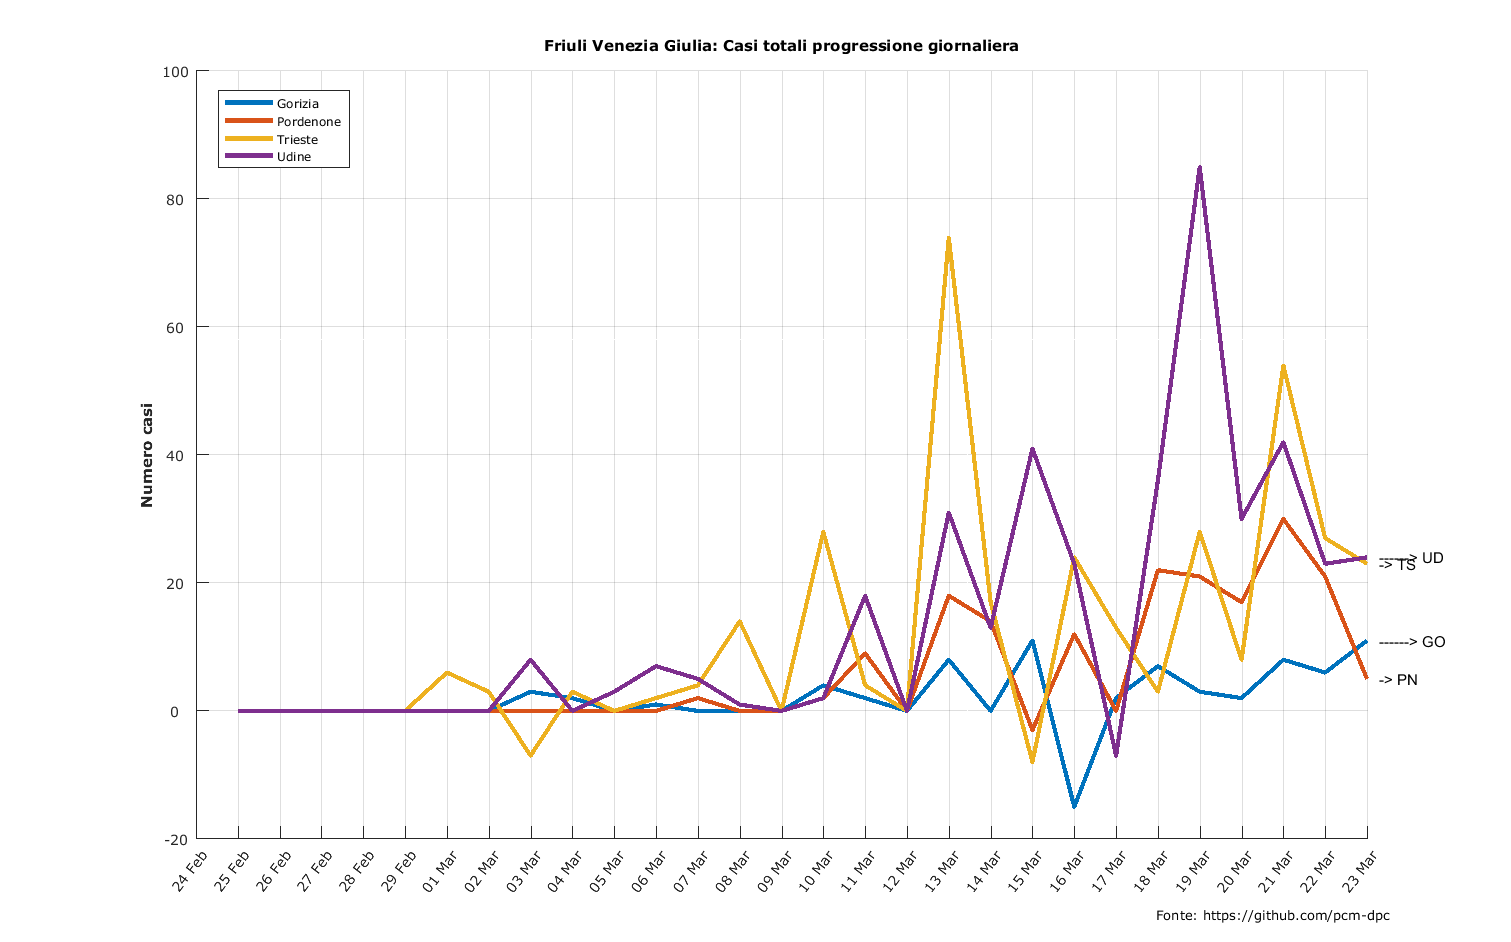 Friuli Venezia Giulia: Casi totali progressione giornaliera
100
80
60
40
20
0
-20
Numero casi
Gorizia
Pordenone
Trieste
Udine
------> UD
-> TS
------> GO
-> PN
24 Feb
25 Feb
26 Feb
27 Feb
28 Feb
29 Feb
01 Mar
02 Mar
03 Mar
04 Mar
05 Mar
06 Mar
07 Mar
08 Mar
09 Mar
10 Mar
11 Mar
12 Mar
13 Mar
14 Mar
15 Mar
16 Mar
17 Mar
18 Mar
19 Mar
20 Mar
21 Mar
22 Mar
23 Mar
Fonte: https://github.com/pcm-dpc